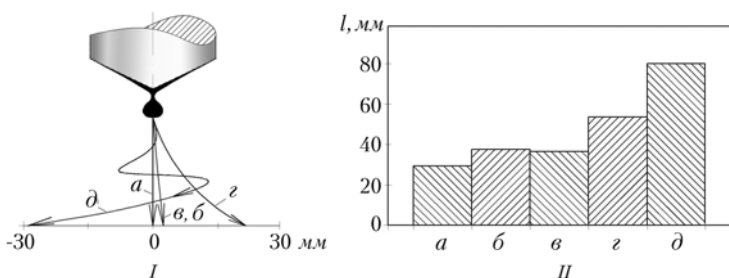 а
г
д
в, б
-30 0 30 мм
I
l, мм
80
60
40
20
0
а б в г д
II